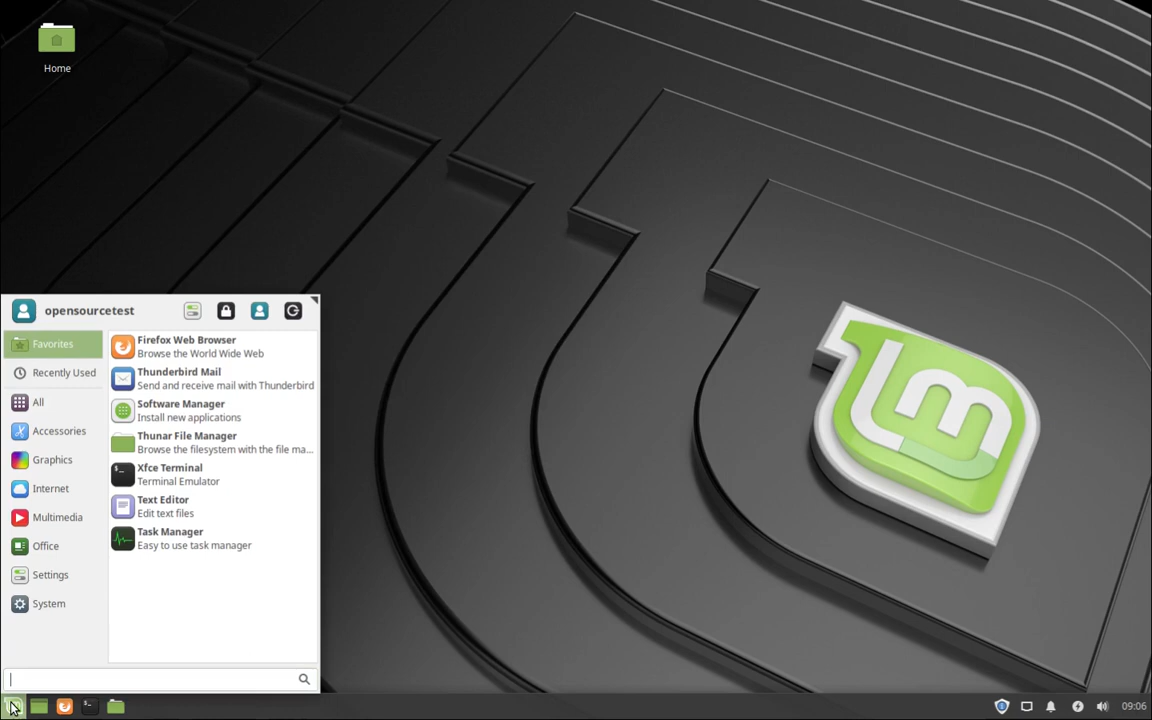 Home
opensourcetest
Favorites
Recently Used
All
Accessories
Graphics
Internet
Multimedia
Office
Settings
System
Firefox Web Browser
Browse the World Wide Web
Thunderbird Mail
Send and receive mail with Thunderbird
Software Manager
Install new applications
Thunar File Manager
Browse the filesystem with the file ma...
Xfce Terminal
Terminal Emulator
Text Editor
Edit text files
Task Manager
Easy to use task manager
09:06